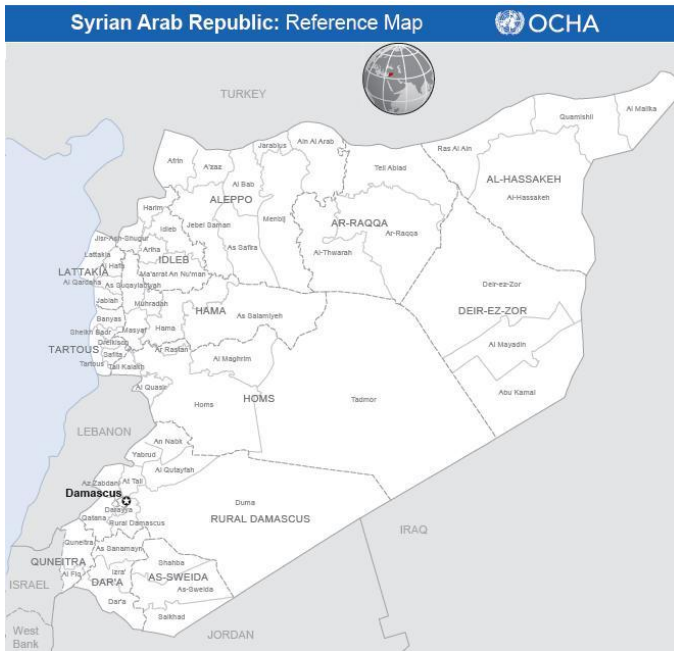 Syrian Arab Republic: Reference Map
OCHA
TURKEY
Al Malika
Quamishli
Jarablus
Ain Al Arab
Ras Al Ain
Afrin
A'zaz
Tell Abiad
AL-HASSAKEH
Al Bab
Al-Hassakeh
ALEPPO
Harim
Menbij
Idleb
Jebel Saman
AR-RAQQA
Ar-Raqqa
Jisr-Ash-Shugur
As Safira
Al-Thwarah
Lattakia
Ariha
IDLEB
Al Hafa
LATTAKIA
Ma'arrat An Nu'man
Al Qardaha
As Suqaylabiyah
Deir-ez-Zor
Jablah
Muhradah
HAMA
DEIR-EZ-ZOR
As Salamiyeh
Banyas
Sheikh Badr
Masyaf
Hama
Dreikish
Al Mayadin
TARTOUS
Ar Rastan
Safita
Al Maghrim
Tartous
Tall Kalakh
Al Qusair
Abu Kamal
Homs
HOMS
Tadmor
LEBANON
An Nabk
Yabrud
Al Qutayfah
Az Zabdani
At Tall
Damascus
Duma
Darayya
Qatana
Rural Damascus
RURAL DAMASCUS
IRAQ
Quneitra
As Sanamayn
QUNEITRA
Shahba
Al Fiq
Izra'
AS-SWEIDA
ISRAEL
DAR'A
As-Sweida
Dar'a
Salkhad
West
Bank
JORDAN